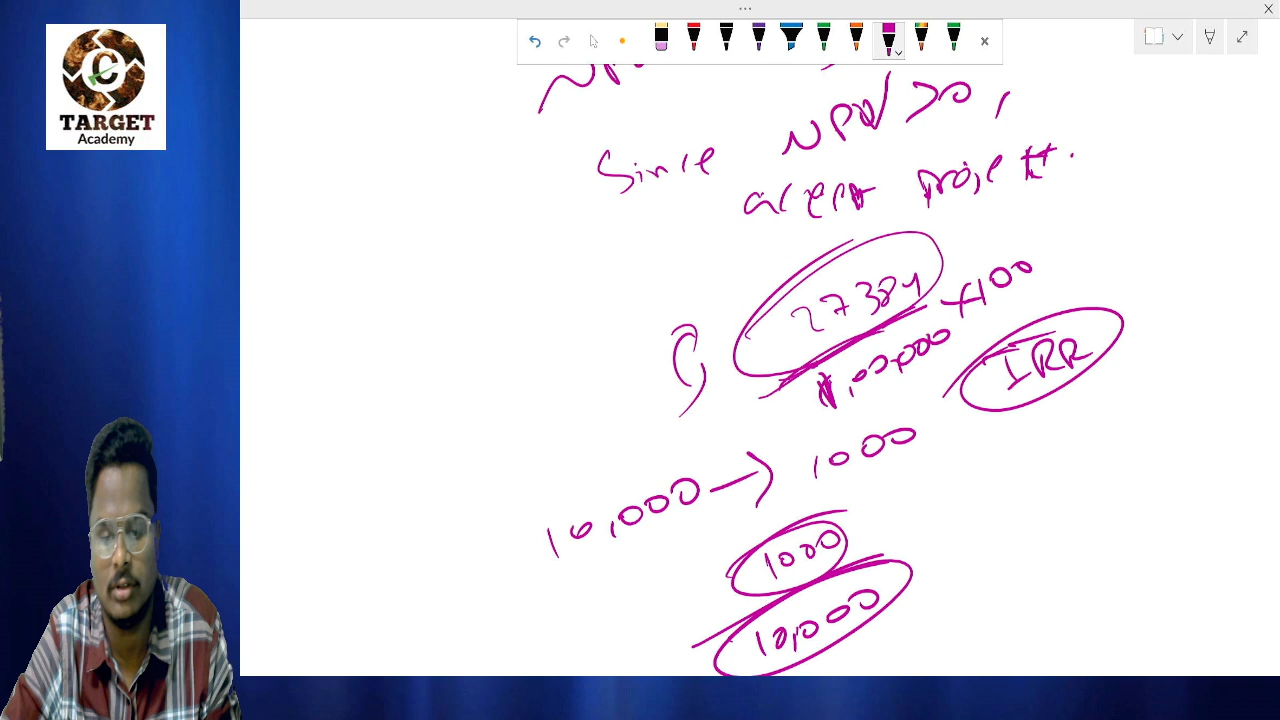 TARGET
Academy
Since NPV >0,
accept project.
27384
1,00,000 ×100
IRR
10,000 → 1000
1000
10,000